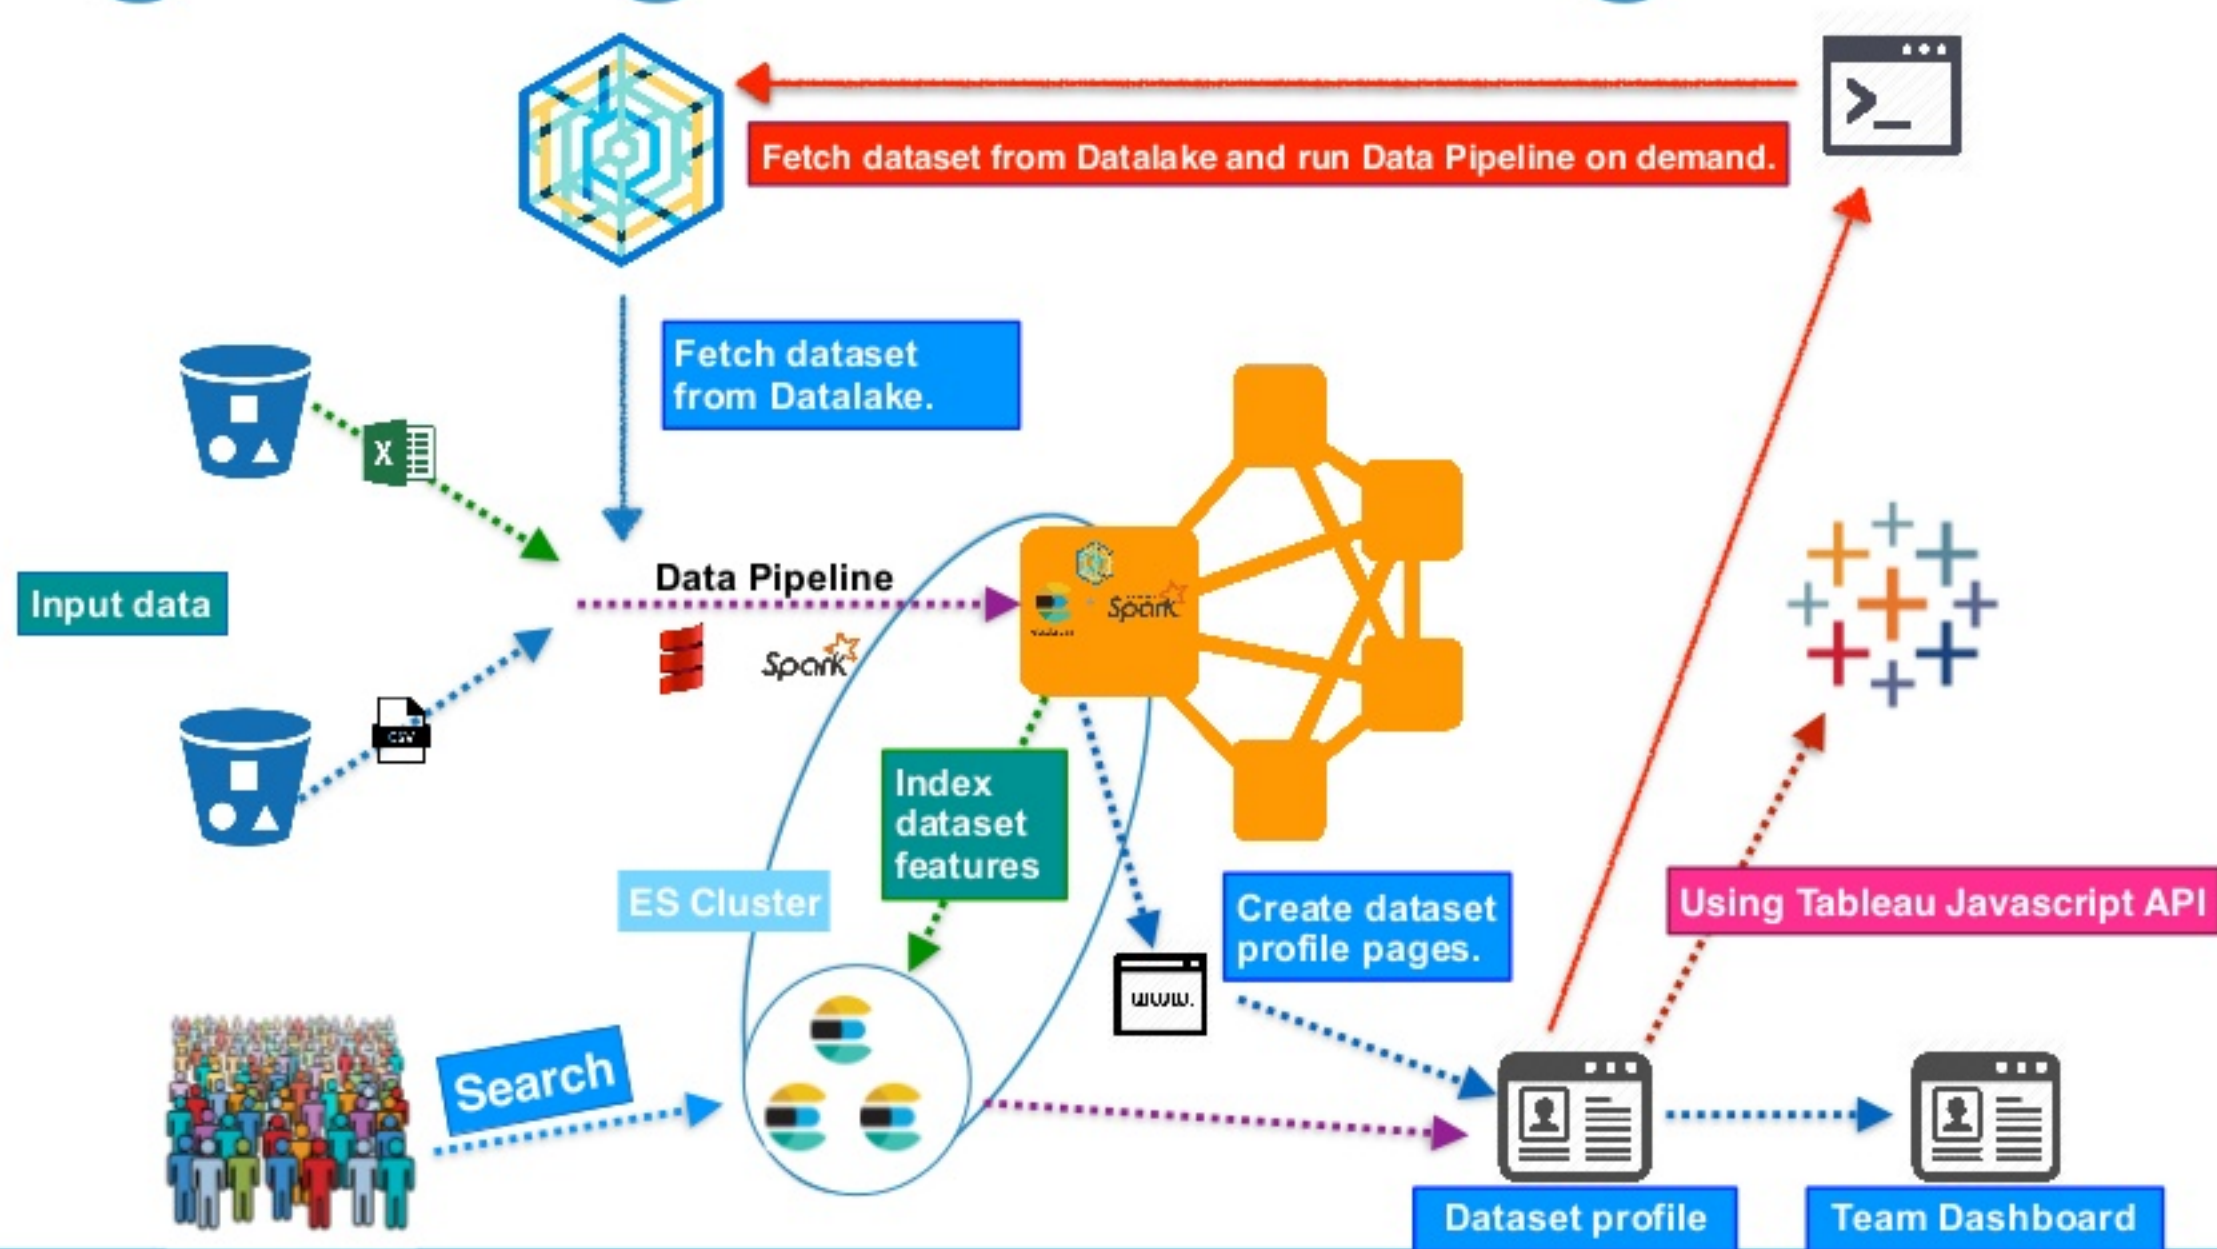 Fetch dataset from Datalake and run Data Pipeline on demand.
Fetch dataset
from Datalake.
X
Input data
Data Pipeline
Spark
Spark
CSV
Index
dataset
features
ES Cluster
Create dataset
profile pages.
Using Tableau Javascript API
www.
Search
Dataset profile
Team Dashboard